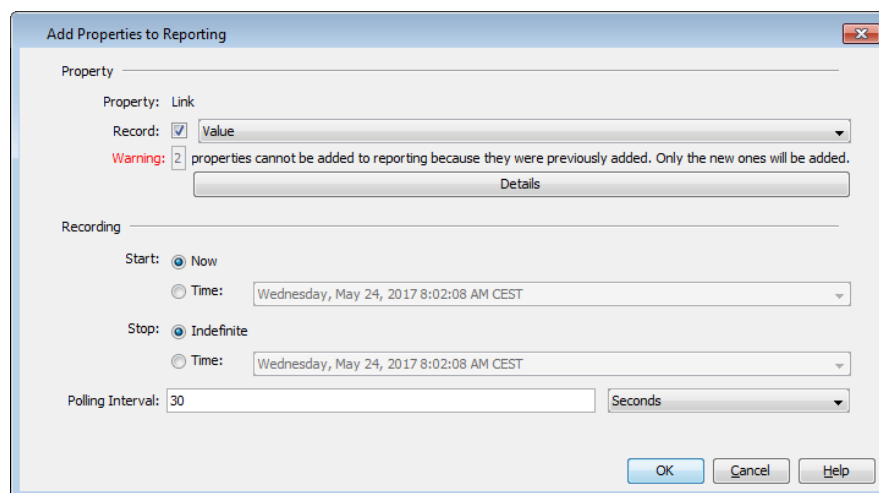 Add Properties to Reporting
Property
Property: Link
Record: Value
Warning: 2 properties cannot be added to reporting because they were previously added. Only the new ones will be added.
Details
Recording
Start: Now
Time: Wednesday, May 24, 2017 8:02:08 AM CEST
Stop: Indefinite
Time: Wednesday, May 24, 2017 8:02:08 AM CEST
Polling Interval: 30 Seconds
OK Cancel Help